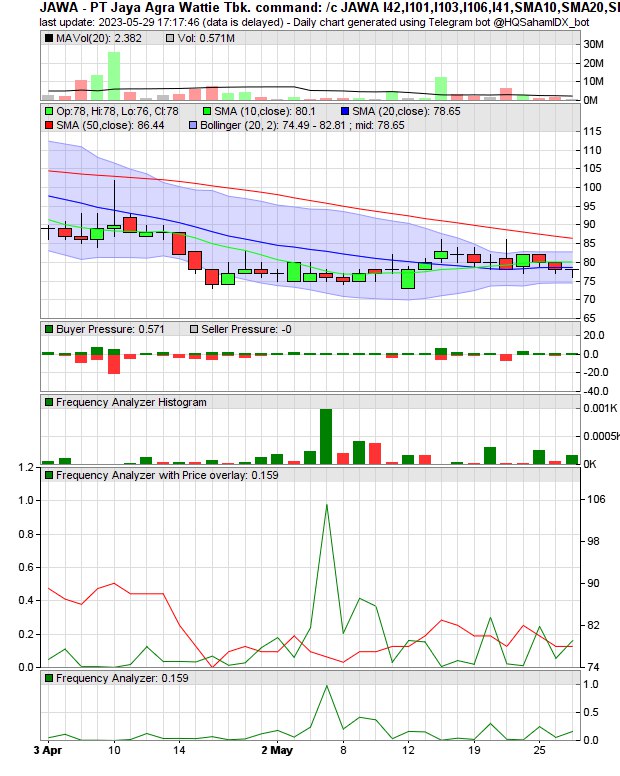 JAWA - PT Jaya Agra Wattie Tbk. command: /c JAWA I42,I101,I103,I106,I41,SMA10,SMA20,S
last update: 2023-05-29 17:17:46 (data is delayed) - Daily chart generated using Telegram bot @HQSahamIDX_bot
MAVol(20): 2.382 Vol: 0.571M
30M
20M
10M
0M
Op:78, Hi:78, Lo:76, Cl:78 SMA (10,close): 80.1 SMA (20,close): 78.65
SMA (50,close): 86.44 Bollinger (20, 2): 74.49 - 82.81 ; mid: 78.65
115
110
105
100
95
90
85
80
75
70
65
Buyer Pressure: 0.571 Seller Pressure: -0
20.0
0.0
-20.0
-40.0
Frequency Analyzer Histogram
0.001K
0.0005K
0K
Frequency Analyzer with Price overlay: 0.159
1.2
1.0
0.8
0.6
0.4
0.2
0.0
106
98
90
82
74
Frequency Analyzer: 0.159
1.0
0.5
0.0
3 Apr 10 14 2 May 8 12 19 25